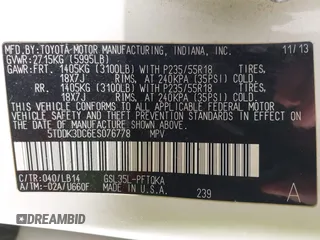 MFD.BY: TOYOTA MOTOR MANUFACTURING, INDIANA, INC.
GVWR: 2715KG (5995LB) 11/13
GAWR: FRT. 1405KG (3100LB) P235/55R18 TIRES.
18X7J RIMS, AT 240KPA (35PSI) COLD
RR. 1405KG (3100LB) P235/55R18 TIRES.
18X7J RIMS, AT 240KPA (35PSI) COLD
THIS VEHICLE CONFORMS TO ALL APPLICABLE FEDERAL
MOTOR VEHICLE SAFETY, BUMPER, AND THEFT PREVENTION
STANDARDS IN EFFECT ON THE DATE OF MANUFACTURE
SHOWN ABOVE.
5TDDK3DC6ES076778 MPV
C/TR: 040/LB14 GSL35L-PFTQKA
A/TM: -02A/U660F MADE IN U.S.A.
239
A
DREAMBID